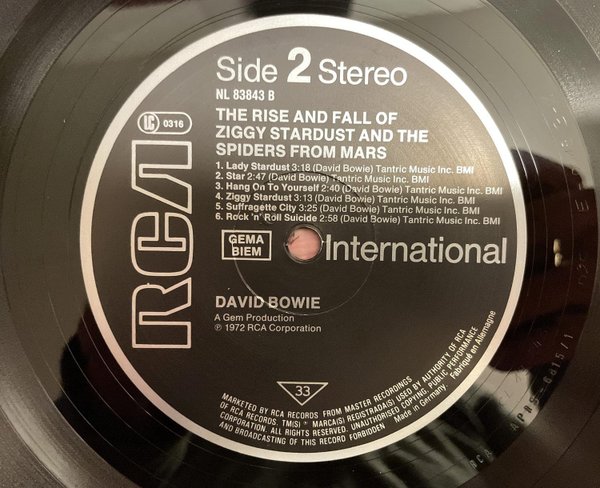 Side 2 Stereo
NL 83843 B
LC 0316
THE RISE AND FALL OF
ZIGGY STARDUST AND THE
SPIDERS FROM MARS
1. Lady Stardust 3:18 (David Bowie) Tantric Music Inc. BMI
2. Star 2:47 (David Bowie) Tantric Music Inc. BMI
3. Hang On To Yourself 2:40 (David Bowie) Tantric Music Inc. BMI
4. Ziggy Stardust 3:13 (David Bowie) Tantric Music Inc. BMI
5. Suffragette City 3:25 (David Bowie) Tantric Music Inc. BMI
6. Rock 'n' Roll Suicide 2:58 (David Bowie) Tantric Music Inc. BMI
RCA
GEMA
BIEM
International
DAVID BOWIE
A Gem Production
℗ 1972 RCA Corporation
33
MARKETED BY RCA RECORDS FROM MASTER RECORDINGS
OF RCA RECORDS. TM(S) ® MARCA(S) REGISTRADA(S) USED BY AUTHORITY OF RCA
CORPORATION. ALL RIGHTS RESERVED. UNAUTHORISED COPYING, PUBLIC PERFORMANCE
AND BROADCASTING OF THIS RECORD FORBIDDEN
Made in Germany
Fabriqué en Allemagne